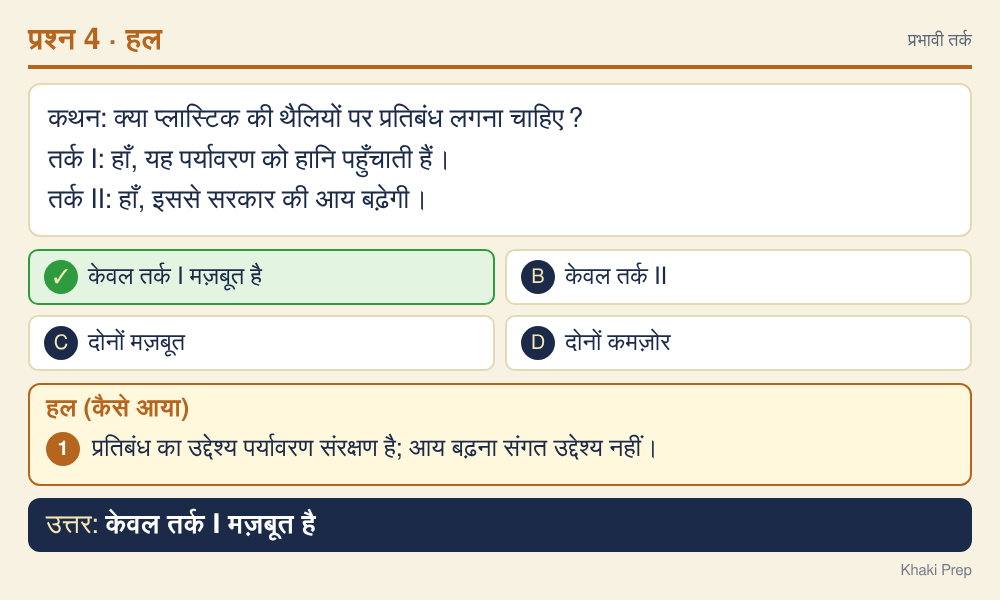 प्रश्न 4 · हल
प्रभावी तर्क
कथन: क्या प्लास्टिक की थैलियों पर प्रतिबंध लगना चाहिए ?
तर्क I: हाँ, यह पर्यावरण को हानि पहुँचाती हैं।
तर्क II: हाँ, इससे सरकार की आय बढ़ेगी।
✓ केवल तर्क I मज़बूत है
B केवल तर्क II
C दोनों मज़बूत
D दोनों कमज़ोर
हल (कैसे आया)
1 प्रतिबंध का उद्देश्य पर्यावरण संरक्षण है; आय बढ़ना संगत उद्देश्य नहीं।
उत्तर: केवल तर्क I मज़बूत है
Khaki Prep